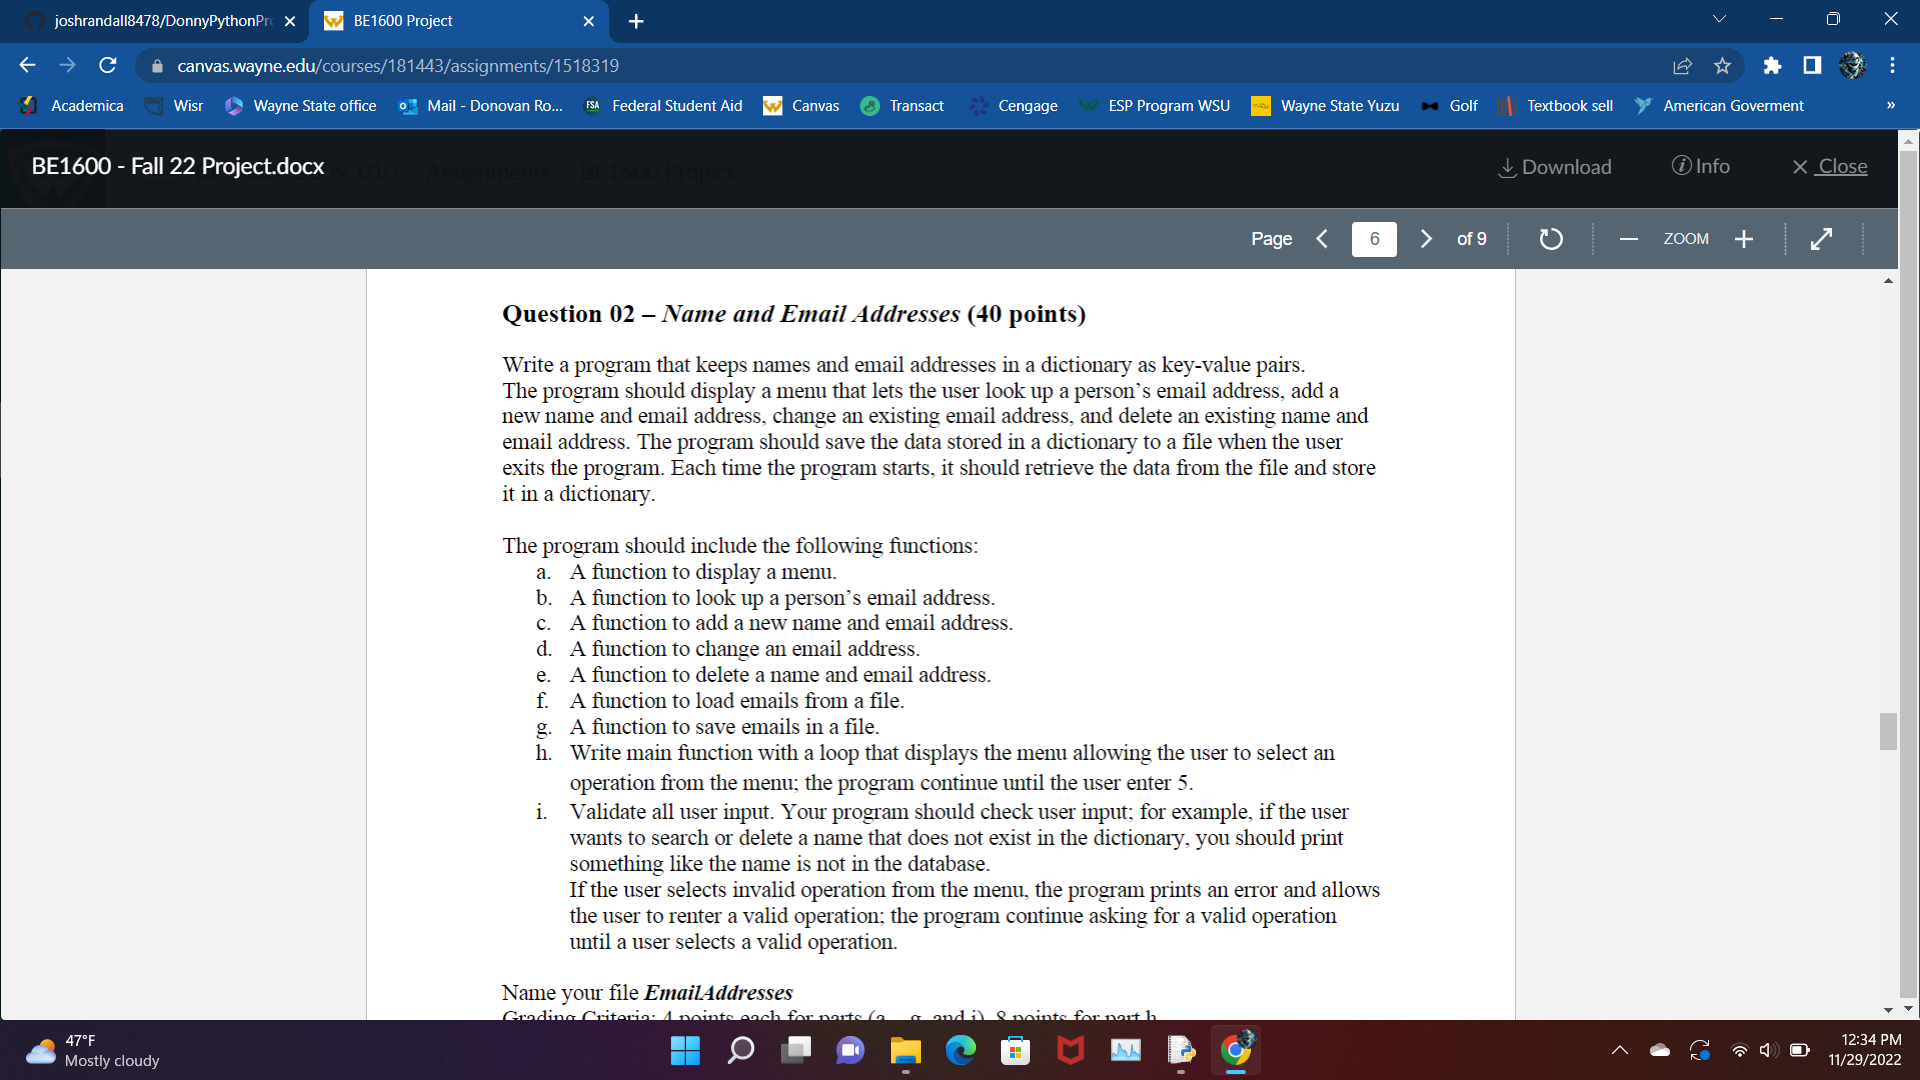 joshrandall8478/DonnyPythonPr
BE1600 Project
canvas.wayne.edu/courses/181443/assignments/1518319
Academica Wisr Wayne State office Mail - Donovan Ro... FSA Federal Student Aid Canvas Transact Cengage ESP Program WSU Wayne State Yuzu Golf Textbook sell American Goverment »
BE1600 - Fall 22 Project.docx Assignments BE1600 Project Download Info Close
Page 6 of 9 ZOOM
Question 02 – Name and Email Addresses (40 points)
Write a program that keeps names and email addresses in a dictionary as key-value pairs.
The program should display a menu that lets the user look up a person’s email address, add a
new name and email address, change an existing email address, and delete an existing name and
email address. The program should save the data stored in a dictionary to a file when the user
exits the program. Each time the program starts, it should retrieve the data from the file and store
it in a dictionary.
The program should include the following functions:
a. A function to display a menu.
b. A function to look up a person’s email address.
c. A function to add a new name and email address.
d. A function to change an email address.
e. A function to delete a name and email address.
f. A function to load emails from a file.
g. A function to save emails in a file.
h. Write main function with a loop that displays the menu allowing the user to select an
operation from the menu; the program continue until the user enter 5.
i. Validate all user input. Your program should check user input; for example, if the user
wants to search or delete a name that does not exist in the dictionary, you should print
something like the name is not in the database.
If the user selects invalid operation from the menu, the program prints an error and allows
the user to renter a valid operation; the program continue asking for a valid operation
until a user selects a valid operation.
Name your file EmailAddresses
Grading Criteria: 4 points each for parts (a – g, and i), 8 points for part h
47°F
Mostly cloudy
12:34 PM
11/29/2022